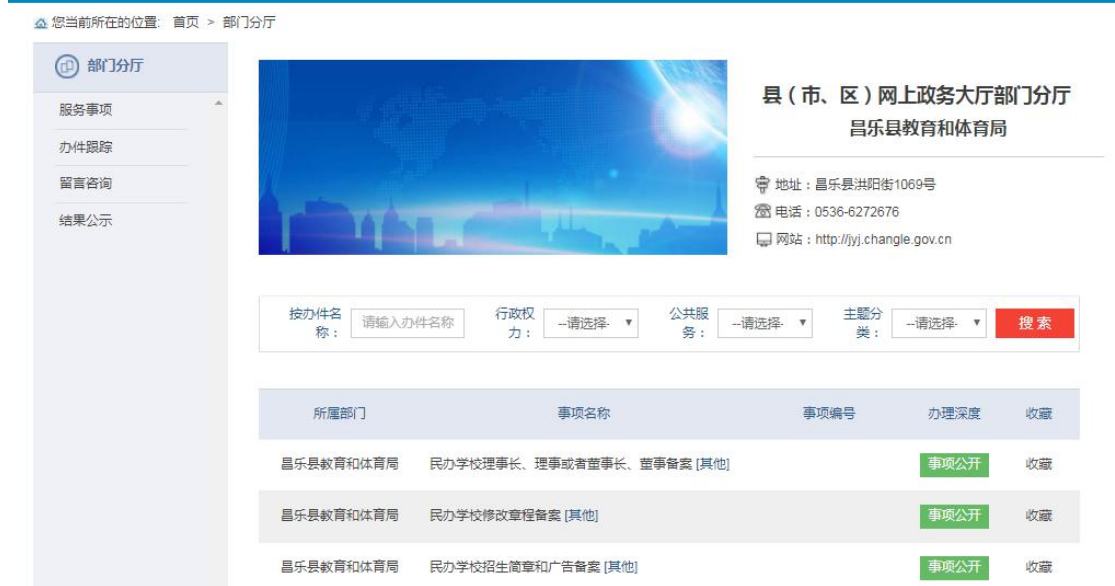 您当前所在的位置: 首页 > 部门分厅
部门分厅
服务事项
办件跟踪
留言咨询
结果公示
县（市、区）网上政务大厅部门分厅
昌乐县教育和体育局
地址：昌乐县洪阳街1069号
电话：0536-6272676
网站：http://jyj.changle.gov.cn
按办件名称： 请输入办件名称 行政权力： --请选择- 公共服务： --请选择- 主题分类： --请选择- 搜 索
所属部门 事项名称 事项编号 办理深度 收藏
昌乐县教育和体育局 民办学校理事长、理事或者董事长、董事备案 [其他] 事项公开 收藏
昌乐县教育和体育局 民办学校修改章程备案 [其他] 事项公开 收藏
昌乐县教育和体育局 民办学校招生简章和广告备案 [其他] 事项公开 收藏